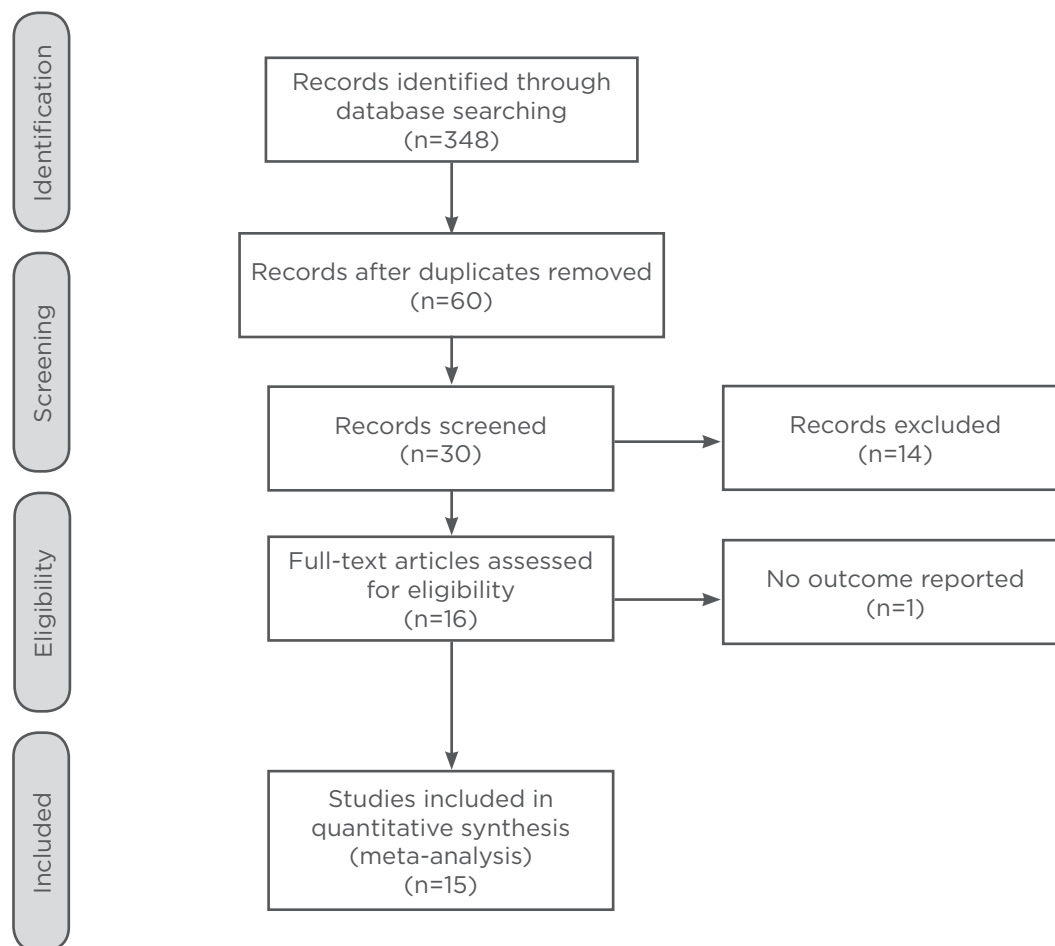 Identification
Records identified through
database searching
(n=348)
Records after duplicates removed
(n=60)
Screening
Records screened
(n=30)
Records excluded
(n=14)
Eligibility
Full-text articles assessed
for eligibility
(n=16)
No outcome reported
(n=1)
Included
Studies included in
quantitative synthesis
(meta-analysis)
(n=15)